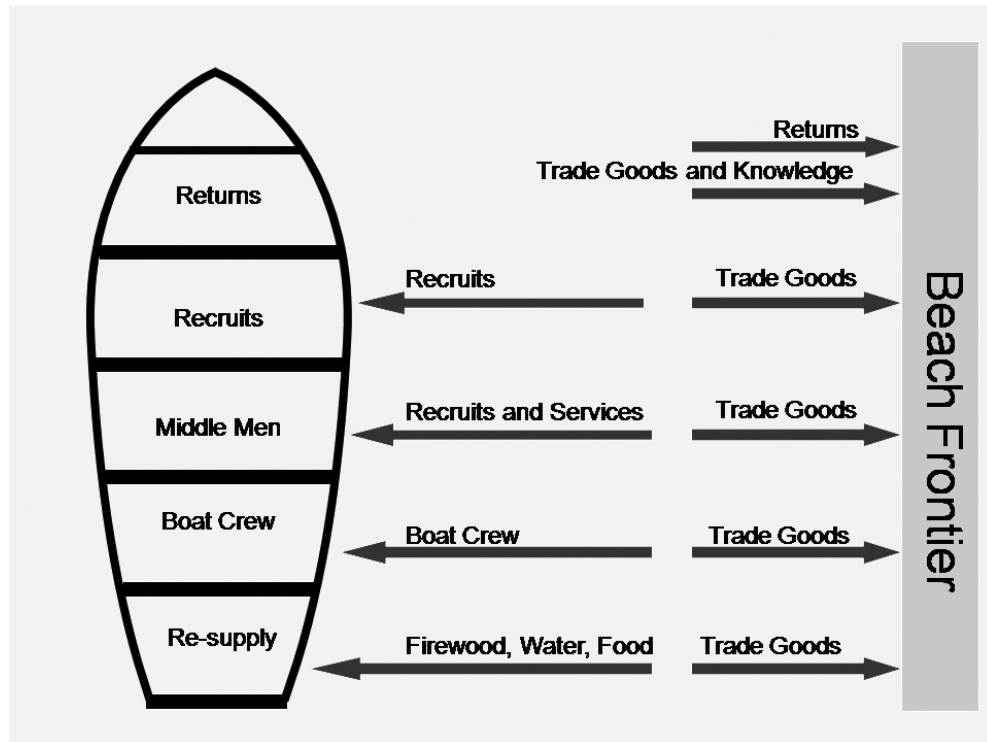 Returns
Trade Goods and Knowledge
Returns
Recruits
Trade Goods
Recruits
Recruits and Services
Trade Goods
Middle Men
Boat Crew
Boat Crew
Trade Goods
Re-supply
Firewood, Water, Food
Trade Goods
Beach Frontier